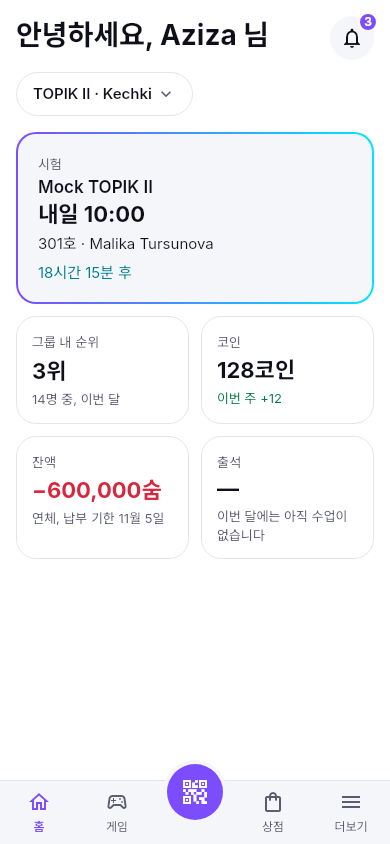 안녕하세요, Aziza 님
3
TOPIK II · Kechki
시험
Mock TOPIK II
내일 10:00
301호 · Malika Tursunova
18시간 15분 후
그룹 내 순위
3위
14명 중, 이번 달
코인
128코인
이번 주 +12
잔액
−600,000숨
연체, 납부 기한 11월 5일
출석
—
이번 달에는 아직 수업이
없습니다
홈
게임
상점
더보기